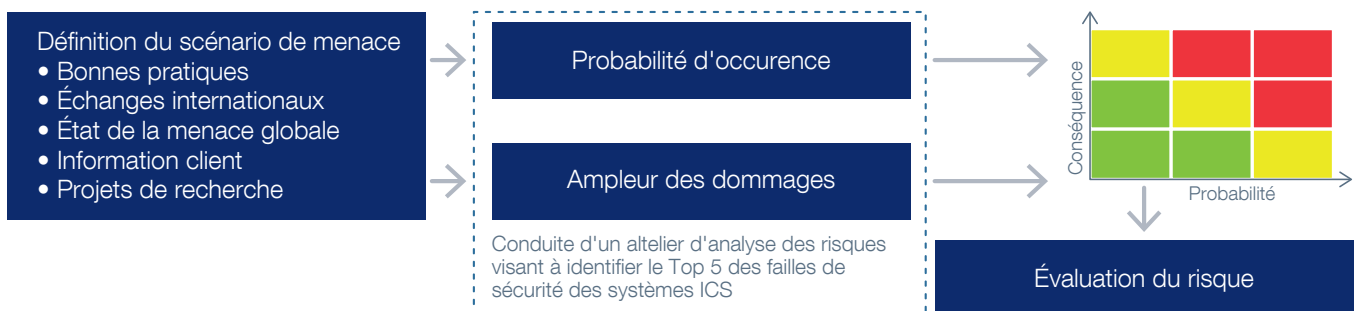 Définition du scénario de menace
• Bonnes pratiques
• Échanges internationaux
• État de la menace globale
• Information client
• Projets de recherche
Probabilité d'occurence
Ampleur des dommages
Conduite d'un altelier d'analyse des risques
visant à identifier le Top 5 des failles de
sécurité des systèmes ICS
Conséquence
Probabilité
Évaluation du risque